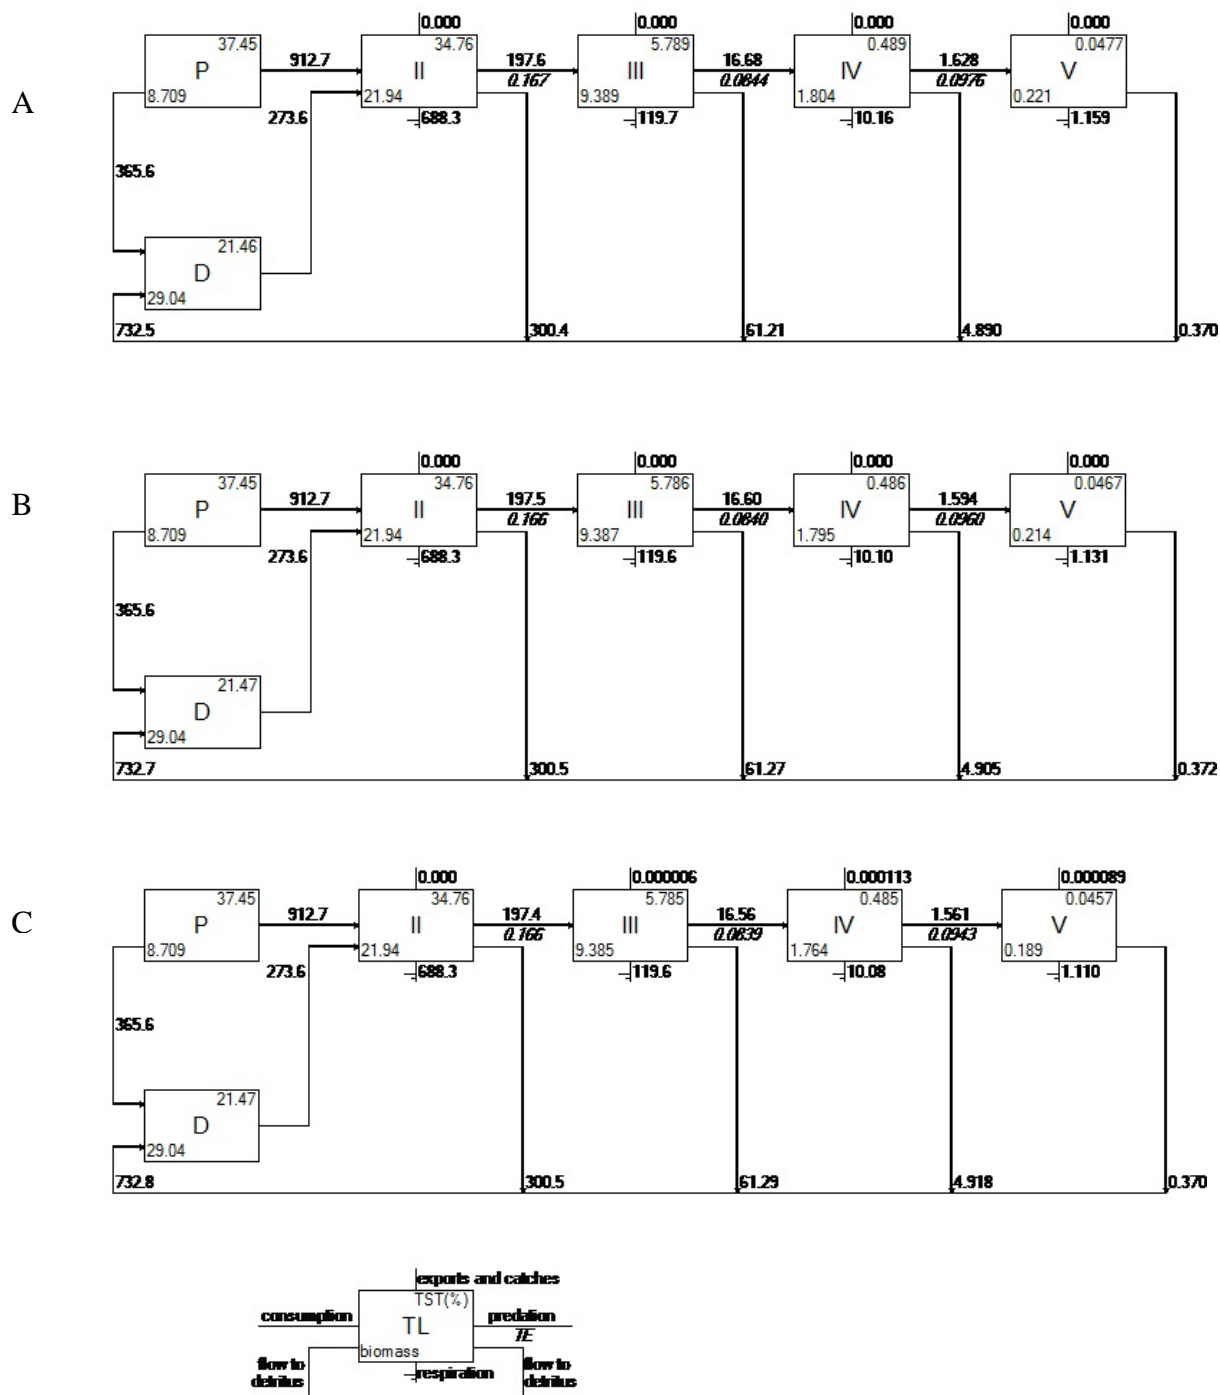 0.000 0.000 0.000 0.000
37.45 34.76 5.789 0.489 0.0477
912.7 197.6 16.68 1.628
A P II III IV V
0.167 0.0844 0.0976
8.709 21.94 9.389 1.804 0.221
273.6 688.3 119.7 10.16 1.159
365.6
21.46
D
29.04
732.5 300.4 61.21 4.890 0.370
0.000 0.000 0.000 0.000
37.45 34.76 5.786 0.486 0.0467
912.7 197.5 16.60 1.594
B P II III IV V
0.166 0.0840 0.0960
8.709 21.94 9.387 1.795 0.214
273.6 688.3 119.6 10.10 1.131
365.6
21.47
D
29.04
732.7 300.5 61.27 4.905 0.372
0.000 0.000006 0.000113 0.000089
37.45 34.76 5.785 0.485 0.0457
912.7 197.4 16.56 1.561
C P II III IV V
0.166 0.0839 0.0943
8.709 21.94 9.385 1.764 0.189
273.6 688.3 119.6 10.08 1.110
365.6
21.47
D
29.04
732.8 300.5 61.29 4.918 0.370
exports and catches
TST(%)
consumption predation
TL TE
biomass
flow to respiration flow to
detritus detritus